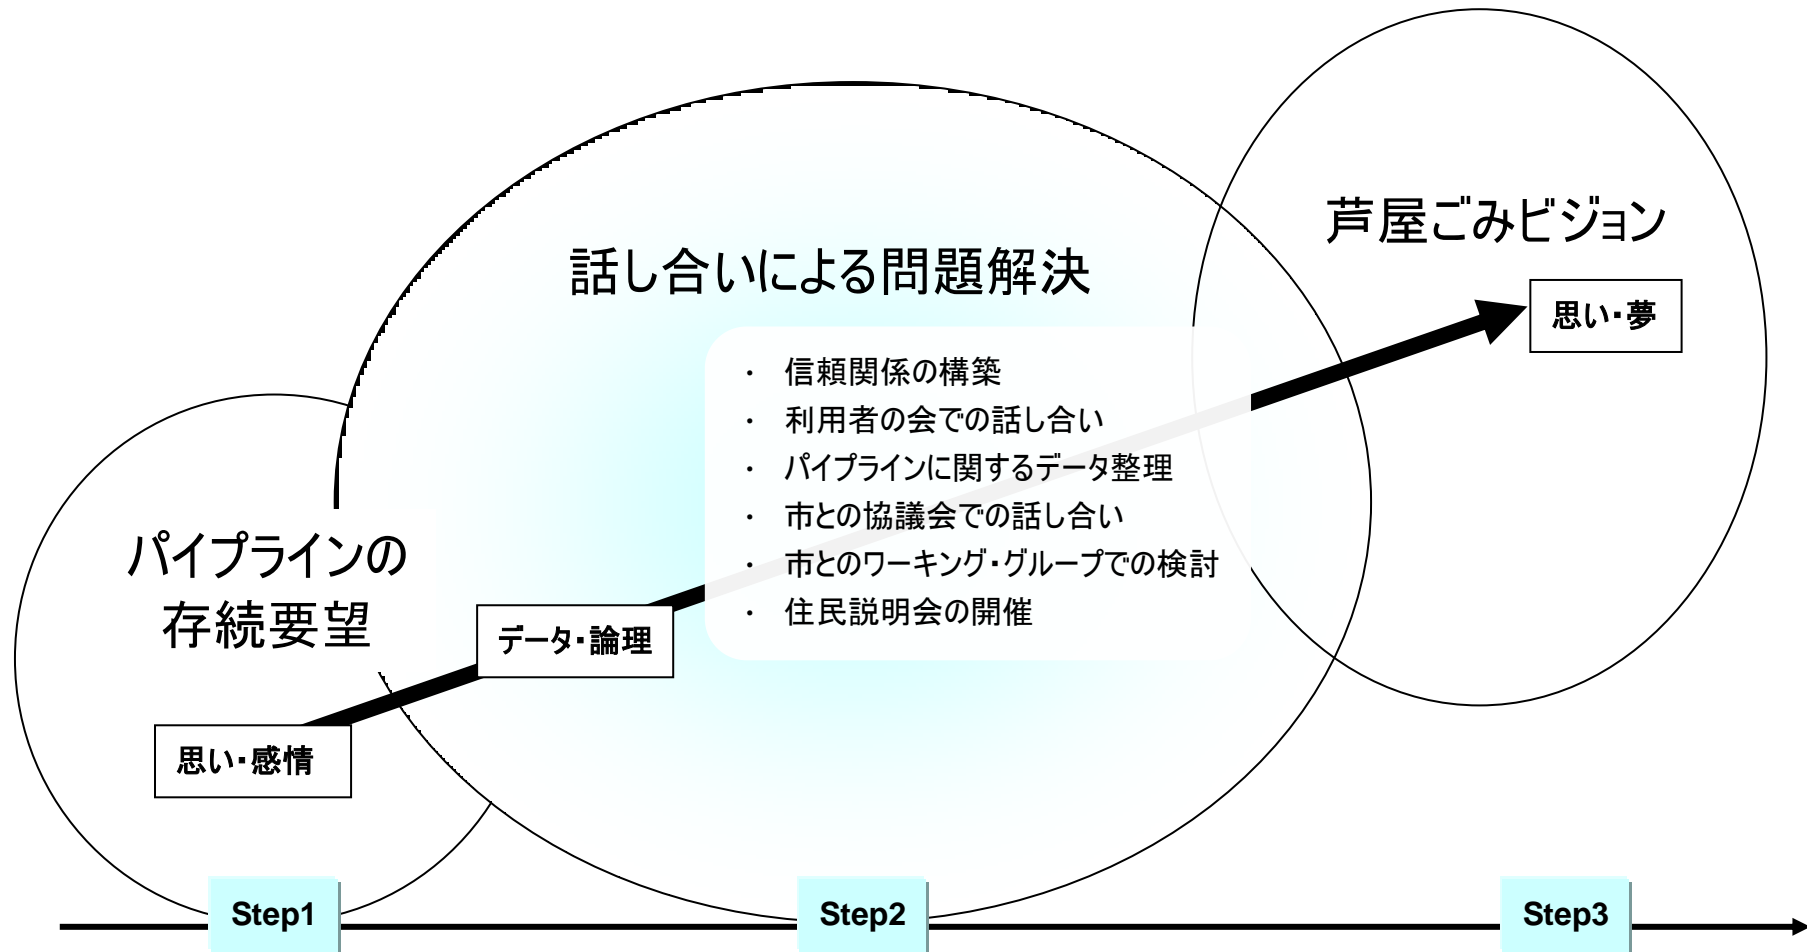 芦屋ごみビジョン
思い・夢
話し合いによる問題解決
・ 信頼関係の構築
・ 利用者の会での話し合い
・ パイプラインに関するデータ整理
・ 市との協議会での話し合い
・ 市とのワーキング・グループでの検討
・ 住民説明会の開催
パイプラインの
存続要望
データ・論理
思い・感情
Step1
Step2
Step3